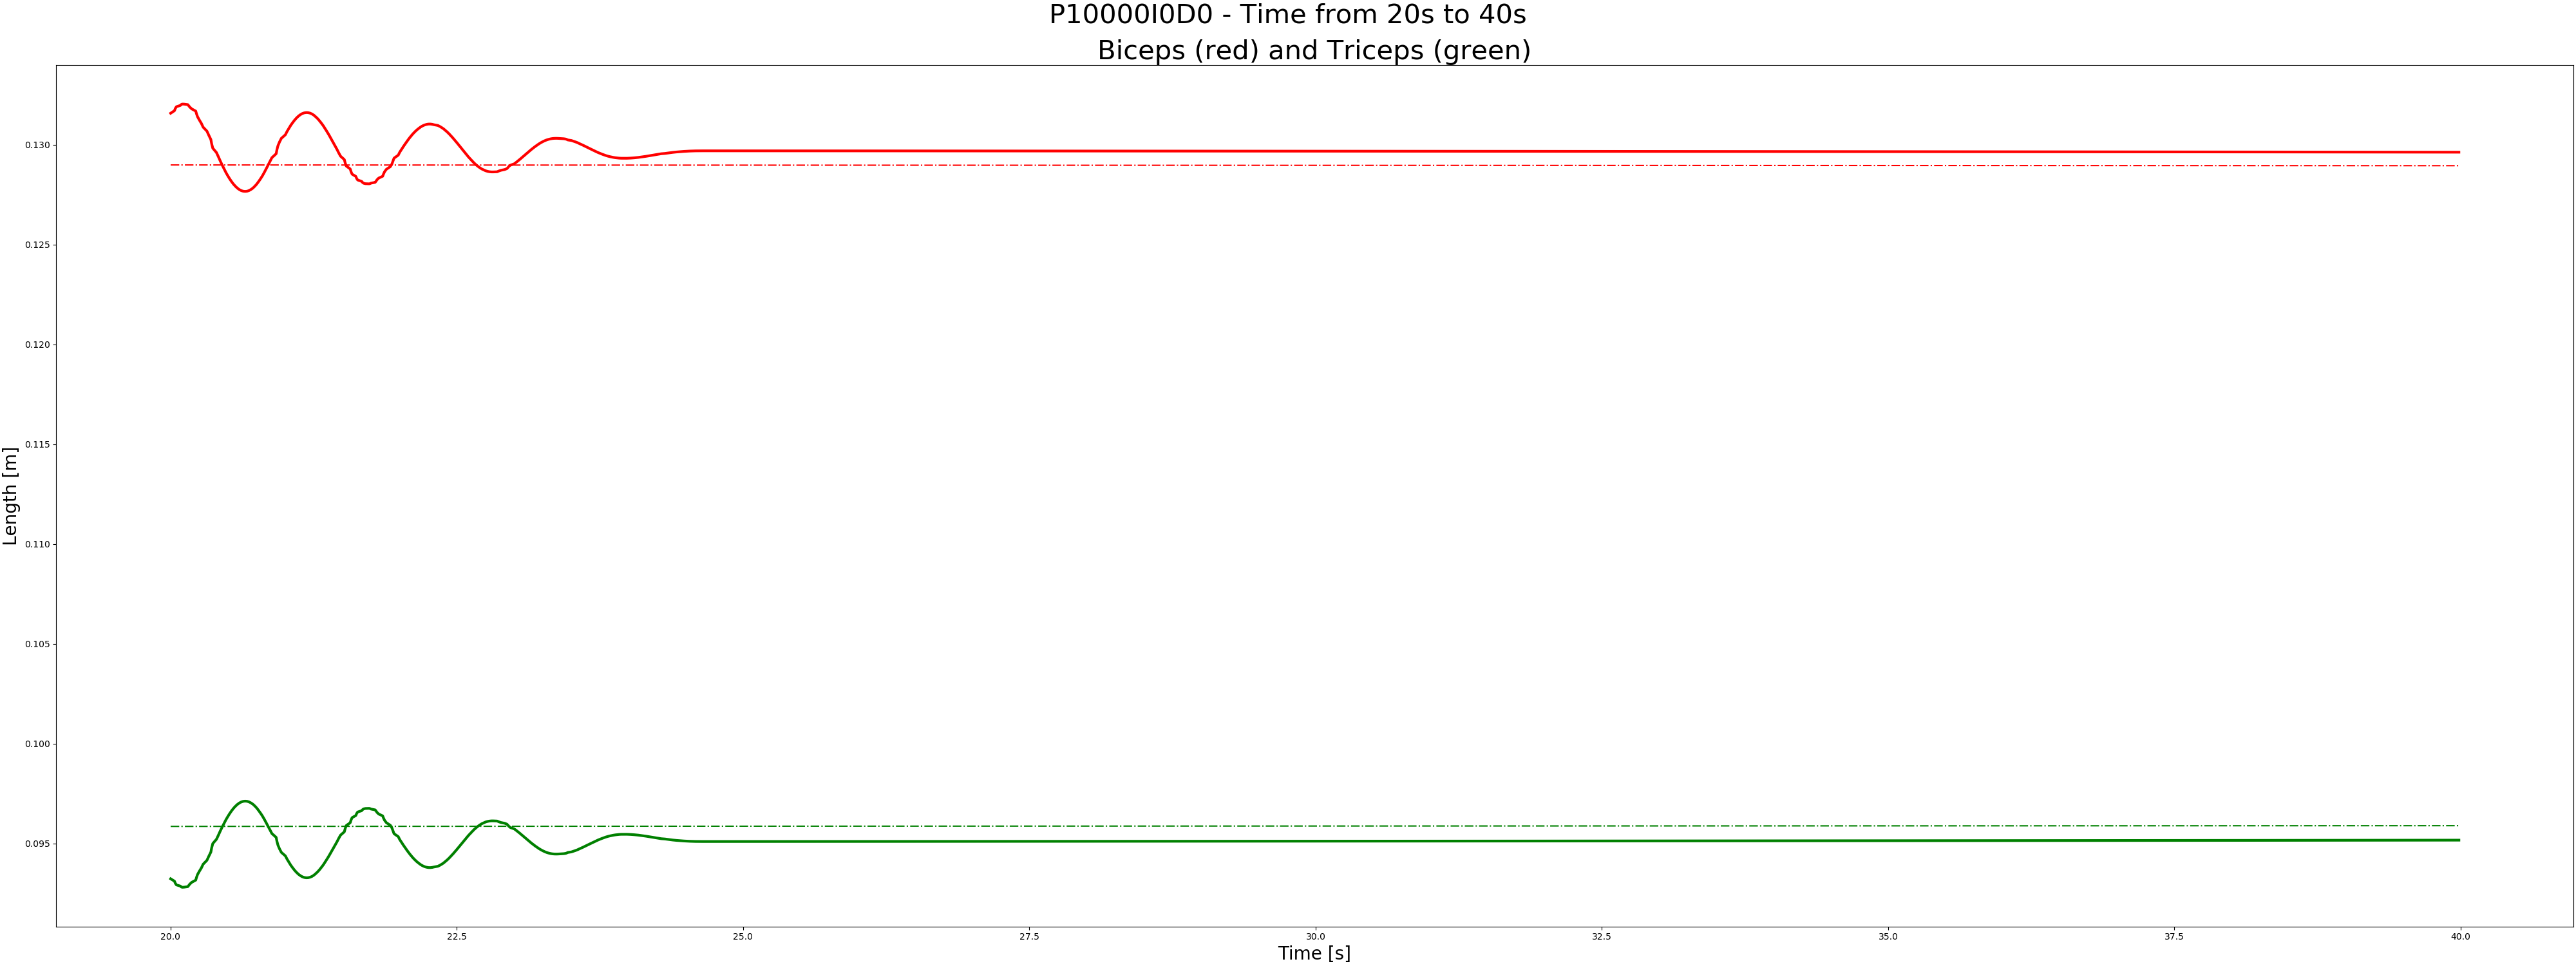 P10000I0D0 - Time from 20s to 40s
Biceps (red) and Triceps (green)
0.130
0.125
0.120
0.115
0.110
0.105
0.100
0.095
Length [m]
20.0 22.5 25.0 27.5 30.0 32.5 35.0 37.5 40.0
Time [s]